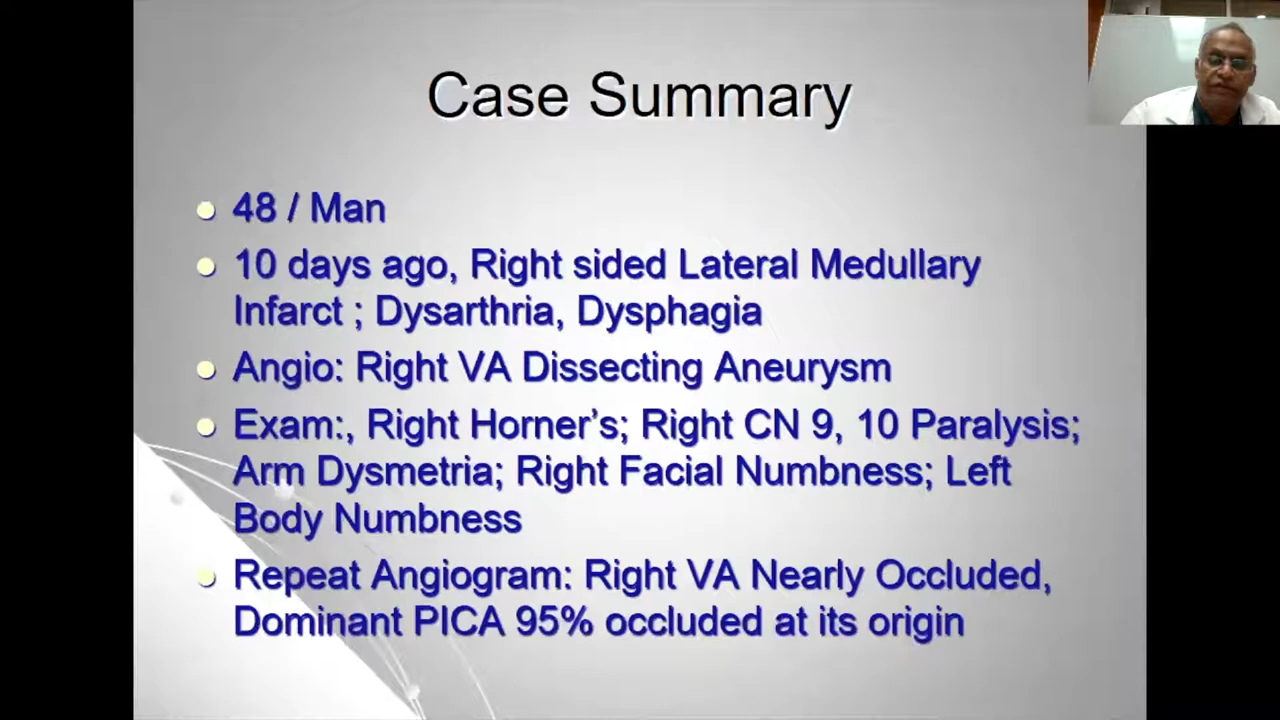 Case Summary
48 / Man
10 days ago, Right sided Lateral Medullary
Infarct ; Dysarthria, Dysphagia
Angio: Right VA Dissecting Aneurysm
Exam:, Right Horner’s; Right CN 9, 10 Paralysis;
Arm Dysmetria; Right Facial Numbness; Left
Body Numbness
Repeat Angiogram: Right VA Nearly Occluded,
Dominant PICA 95% occluded at its origin